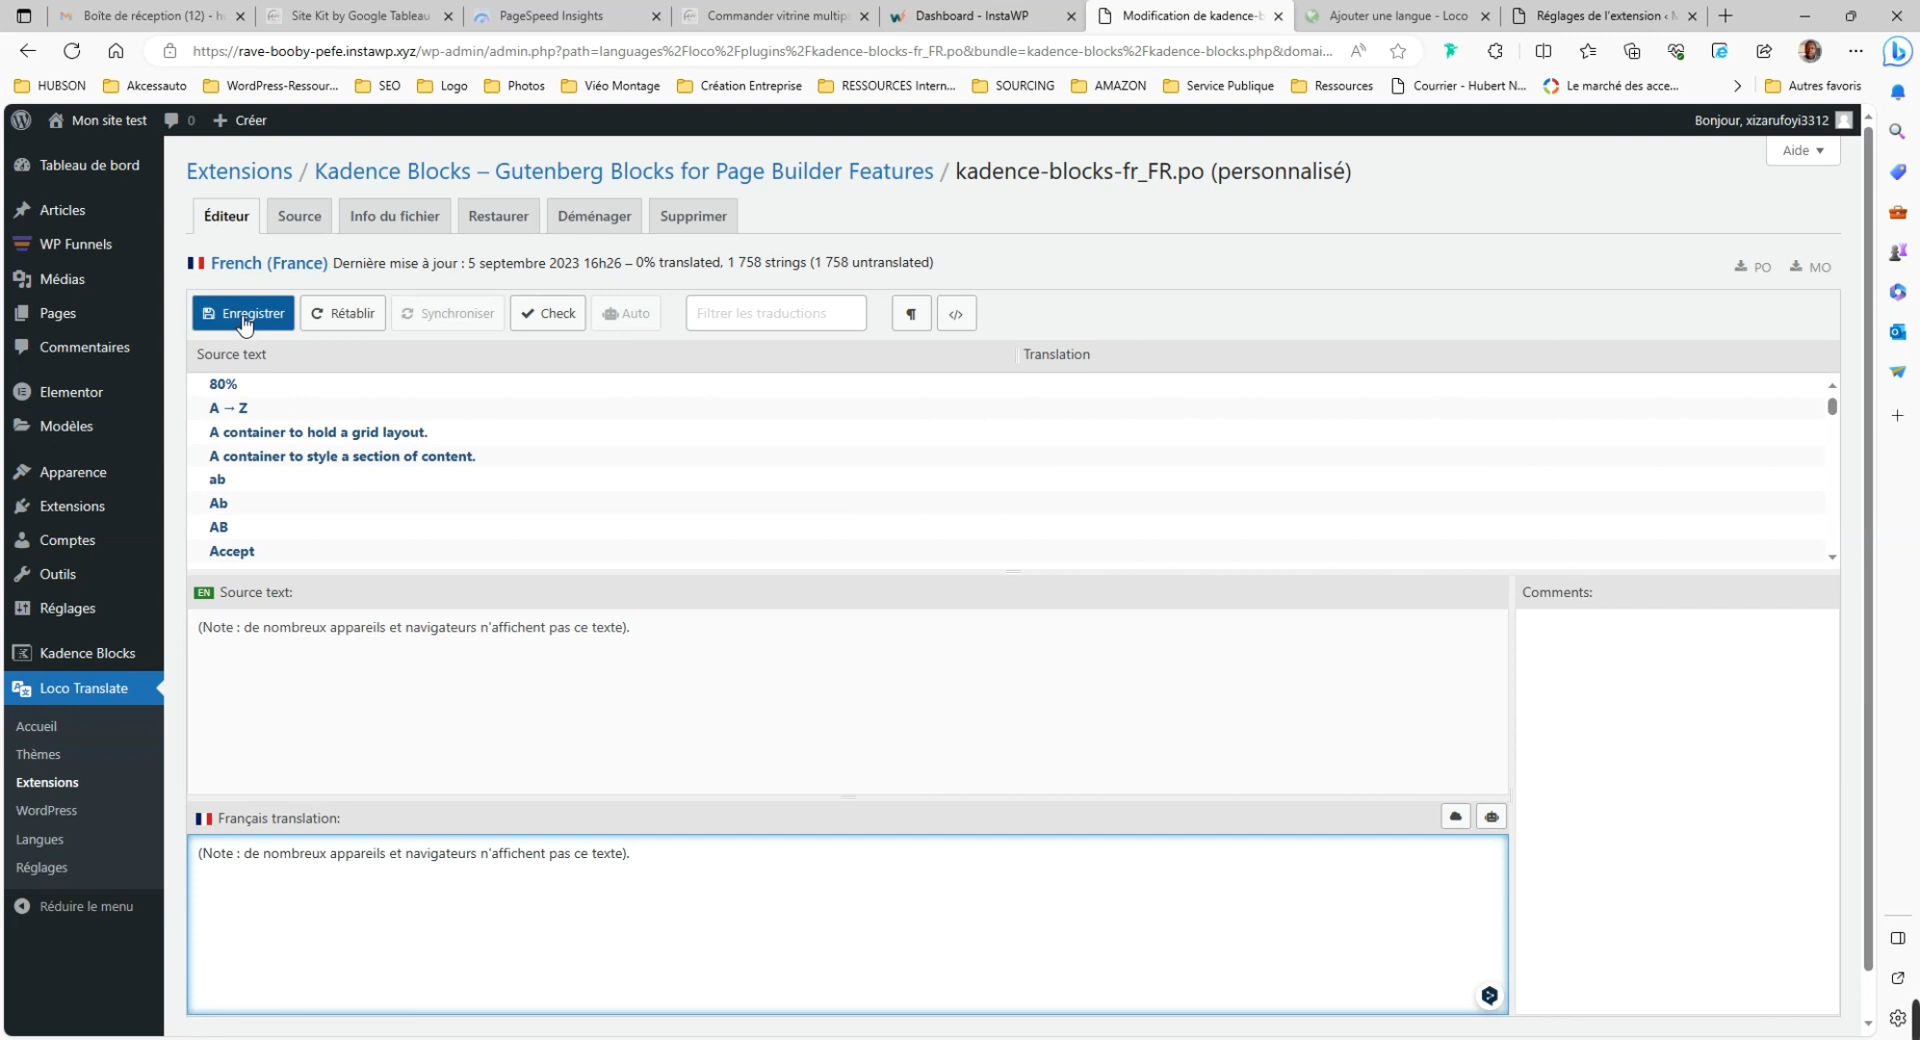 Boîte de réception (12) - h
Site Kit by Google Tableau
PageSpeed Insights
Commander vitrine multip
Dashboard - InstaWP
Modification de kadence-b
Ajouter une langue - Loco
Réglages de l'extension ‹ M
https://rave-booby-pefe.instawp.xyz/wp-admin/admin.php?path=languages%2Floco%2Fplugins%2Fkadence-blocks-fr_FR.po&bundle=kadence-blocks%2Fkadence-blocks.php&domai...
HUBSON
Akcessauto
WordPress-Ressour...
SEO
Logo
Photos
Viéo Montage
Création Entreprise
RESSOURCES Intern...
SOURCING
AMAZON
Service Publique
Ressources
Courrier - Hubert N...
Le marché des acce...
Autres favoris
Mon site test
0
Créer
Bonjour, xizarufoyi3312
Tableau de bord
Articles
WP Funnels
Médias
Pages
Commentaires
Elementor
Modèles
Apparence
Extensions
Comptes
Outils
Réglages
Kadence Blocks
Loco Translate
Accueil
Thèmes
Extensions
WordPress
Langues
Réglages
Réduire le menu
Aide
Extensions / Kadence Blocks – Gutenberg Blocks for Page Builder Features / kadence-blocks-fr_FR.po (personnalisé)
Éditeur
Source
Info du fichier
Restaurer
Déménager
Supprimer
French (France) Dernière mise à jour : 5 septembre 2023 16h26 – 0% translated, 1 758 strings (1 758 untranslated)
PO
MO
Enregistrer
Rétablir
Synchroniser
Check
Auto
Filtrer les traductions
¶
</>
Source text
Translation
80%
A → Z
A container to hold a grid layout.
A container to style a section of content.
ab
Ab
AB
Accept
EN Source text:
Comments:
(Note : de nombreux appareils et navigateurs n'affichent pas ce texte).
Français translation:
(Note : de nombreux appareils et navigateurs n'affichent pas ce texte).